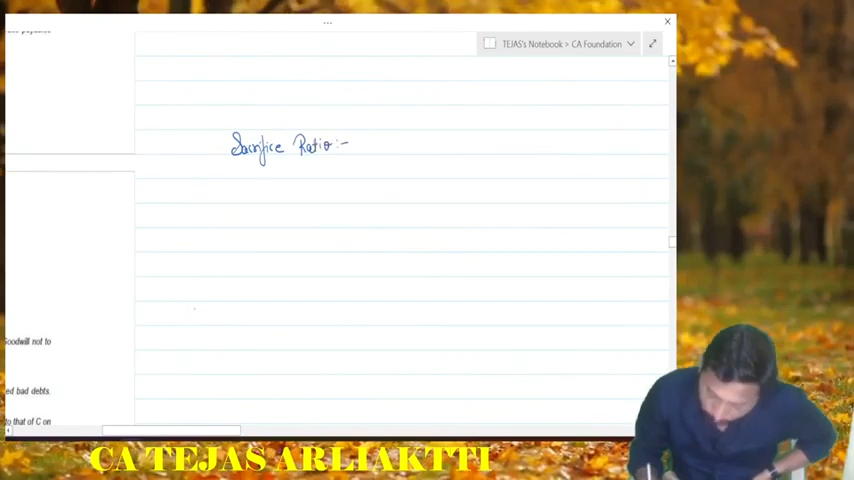 ...
TEJAS's Notebook > CA Foundation
Sacrifice Ratio:-
Goodwill not to
ed bad debts.
to that of C on
CA TEJAS ARLIAKTTI